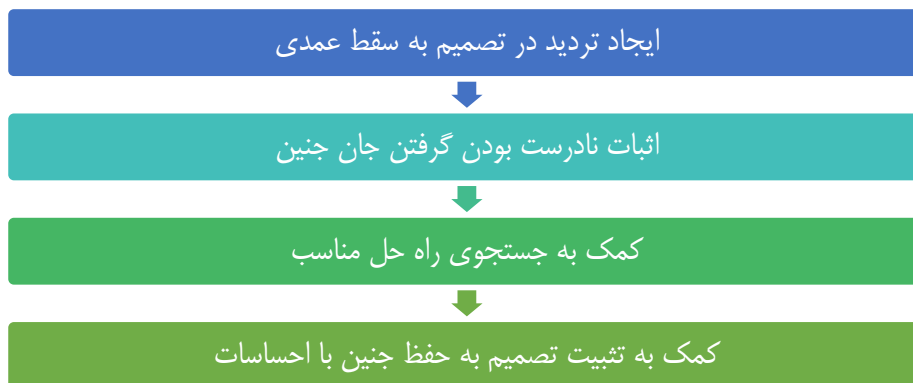 ایجاد تردید در تصمیم به سقط عمدی
اثبات نادرست بودن گرفتن جان جنین
کمک به جستجوی راه حل مناسب
کمک به تثبیت تصمیم به حفظ جنین با احساسات